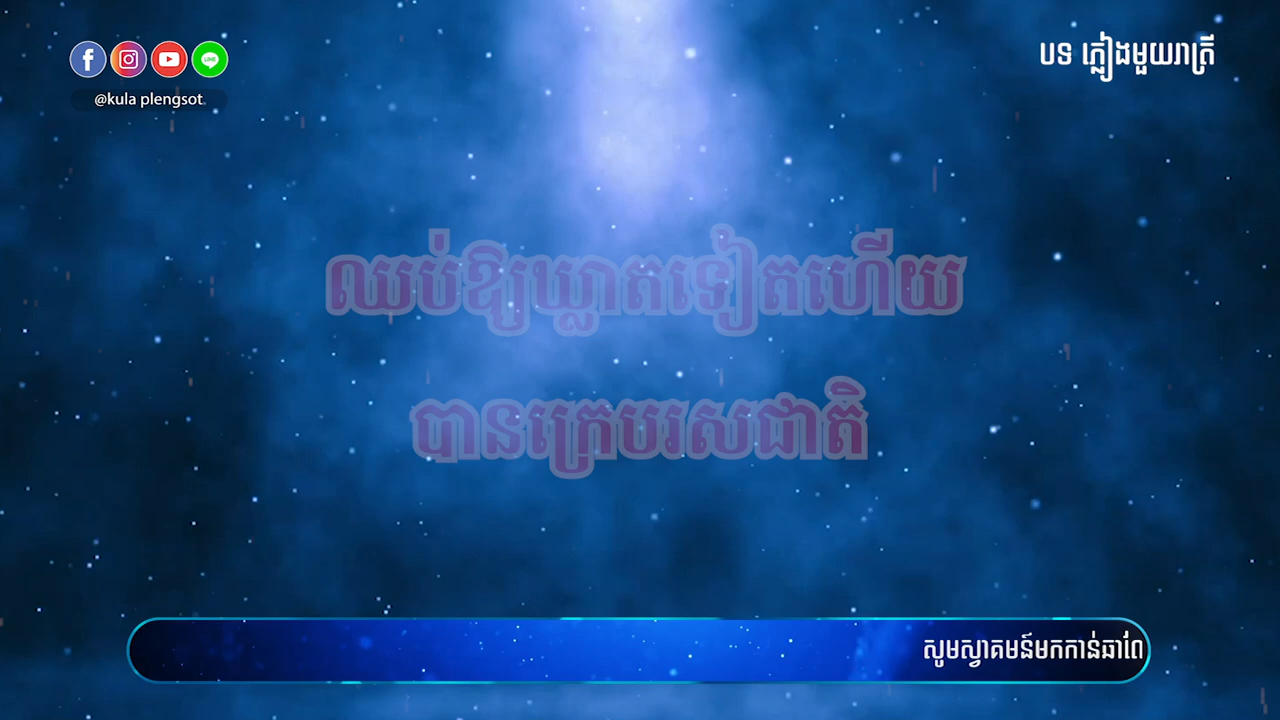 @kula plengsot
បទ ភ្លៀងមួយរាត្រី
ឈប់ឱ្យឃ្លាតទៀតហើយ
បានក្រេបរសជាតិ
សូមស្វាគមន៍មកកាន់ឆា